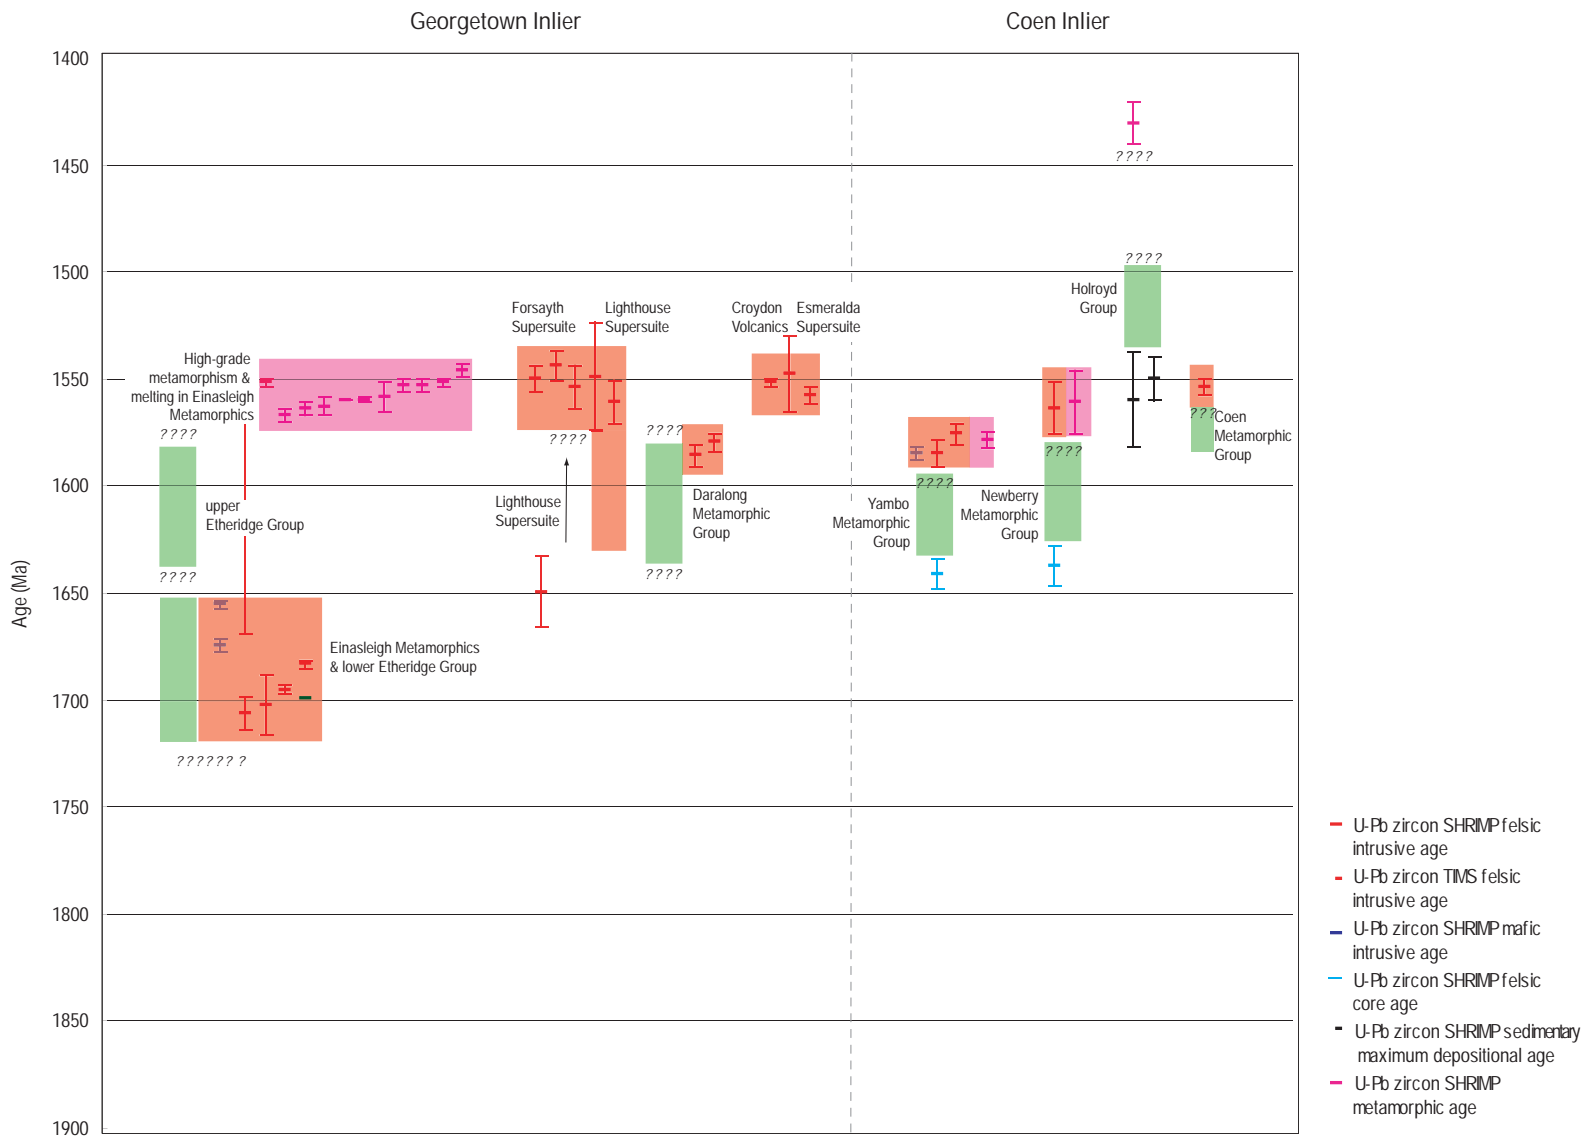 Georgetown Inlier
Coen Inlier
Age (Ma)
1400
1450
1500
1550
1600
1650
1700
1750
1800
1850
1900
High-grade
metamorphism &
melting in Einasleigh
Metamorphics
????
upper
Etheridge Group
????
Einasleigh Metamorphics
& lower Etheridge Group
??????? 
Forsayth
Supersuite
Lighthouse
Supersuite
????
Lighthouse
Supersuite
????
Daralong
Metamorphic
Group
????
Croydon
Volcanics
Esmeralda
Supersuite
????
Yambo
Metamorphic
Group
????
Newberry
Metamorphic
Group
????
????
Holroyd
Group
???
Coen
Metamorphic
Group
U-Pb zircon SHRIMP felsic
intrusive age
U-Pb zircon TIMS felsic
intrusive age
U-Pb zircon SHRIMP mafic
intrusive age
U-Pb zircon SHRIMP felsic
core age
U-Pb zircon SHRIMP sedimentary
maximum depositional age
U-Pb zircon SHRIMP
metamorphic age